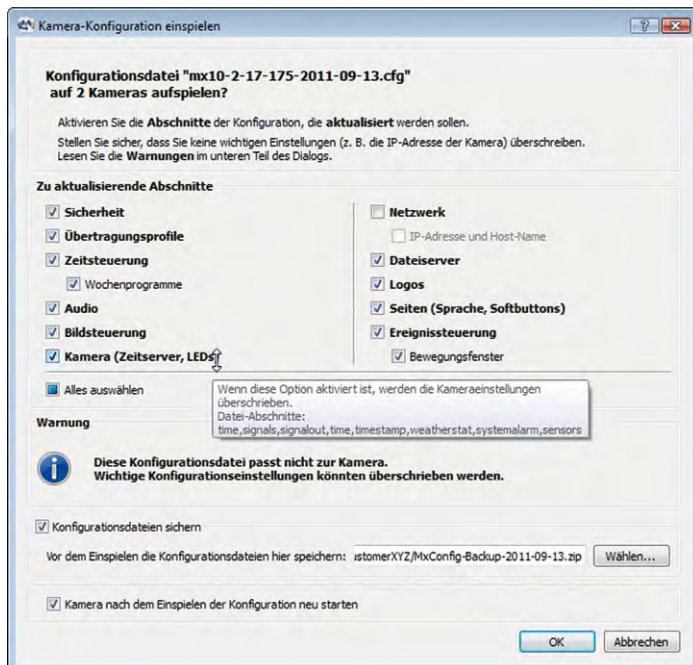 Kamera-Konfiguration einspielen
Konfigurationsdatei "mx10-2-17-175-2011-09-13.cfg"
auf 2 Kameras aufspielen?
Aktivieren Sie die Abschnitte der Konfiguration, die aktualisiert werden sollen.
Stellen Sie sicher, dass Sie keine wichtigen Einstellungen (z. B. die IP-Adresse der Kamera) überschreiben.
Lesen Sie die Warnungen im unteren Teil des Dialogs.
Zu aktualisierende Abschnitte
Sicherheit
Übertragungsprofile
Zeitsteuerung
Wochenprogramme
Audio
Bildsteuerung
Kamera (Zeitserver, LEDs
Netzwerk
IP-Adresse und Host-Name
Dateiserver
Logos
Seiten (Sprache, Softbuttons)
Ereignissteuerung
Bewegungsfenster
Alles auswählen
Wenn diese Option aktiviert ist, werden die Kameraeinstellungen
überschrieben.
Datei-Abschnitte:
time,signals,signalout,time,timestamp,weatherstat,systemalarm,sensors
Warnung
Diese Konfigurationsdatei passt nicht zur Kamera.
Wichtige Konfigurationseinstellungen könnten überschrieben werden.
Konfigurationsdateien sichern
Vor dem Einspielen die Konfigurationsdateien hier speichern: ustomerXYZ/MxConfig-Backup-2011-09-13.zip Wählen...
Kamera nach dem Einspielen der Konfiguration neu starten
OK Abbrechen